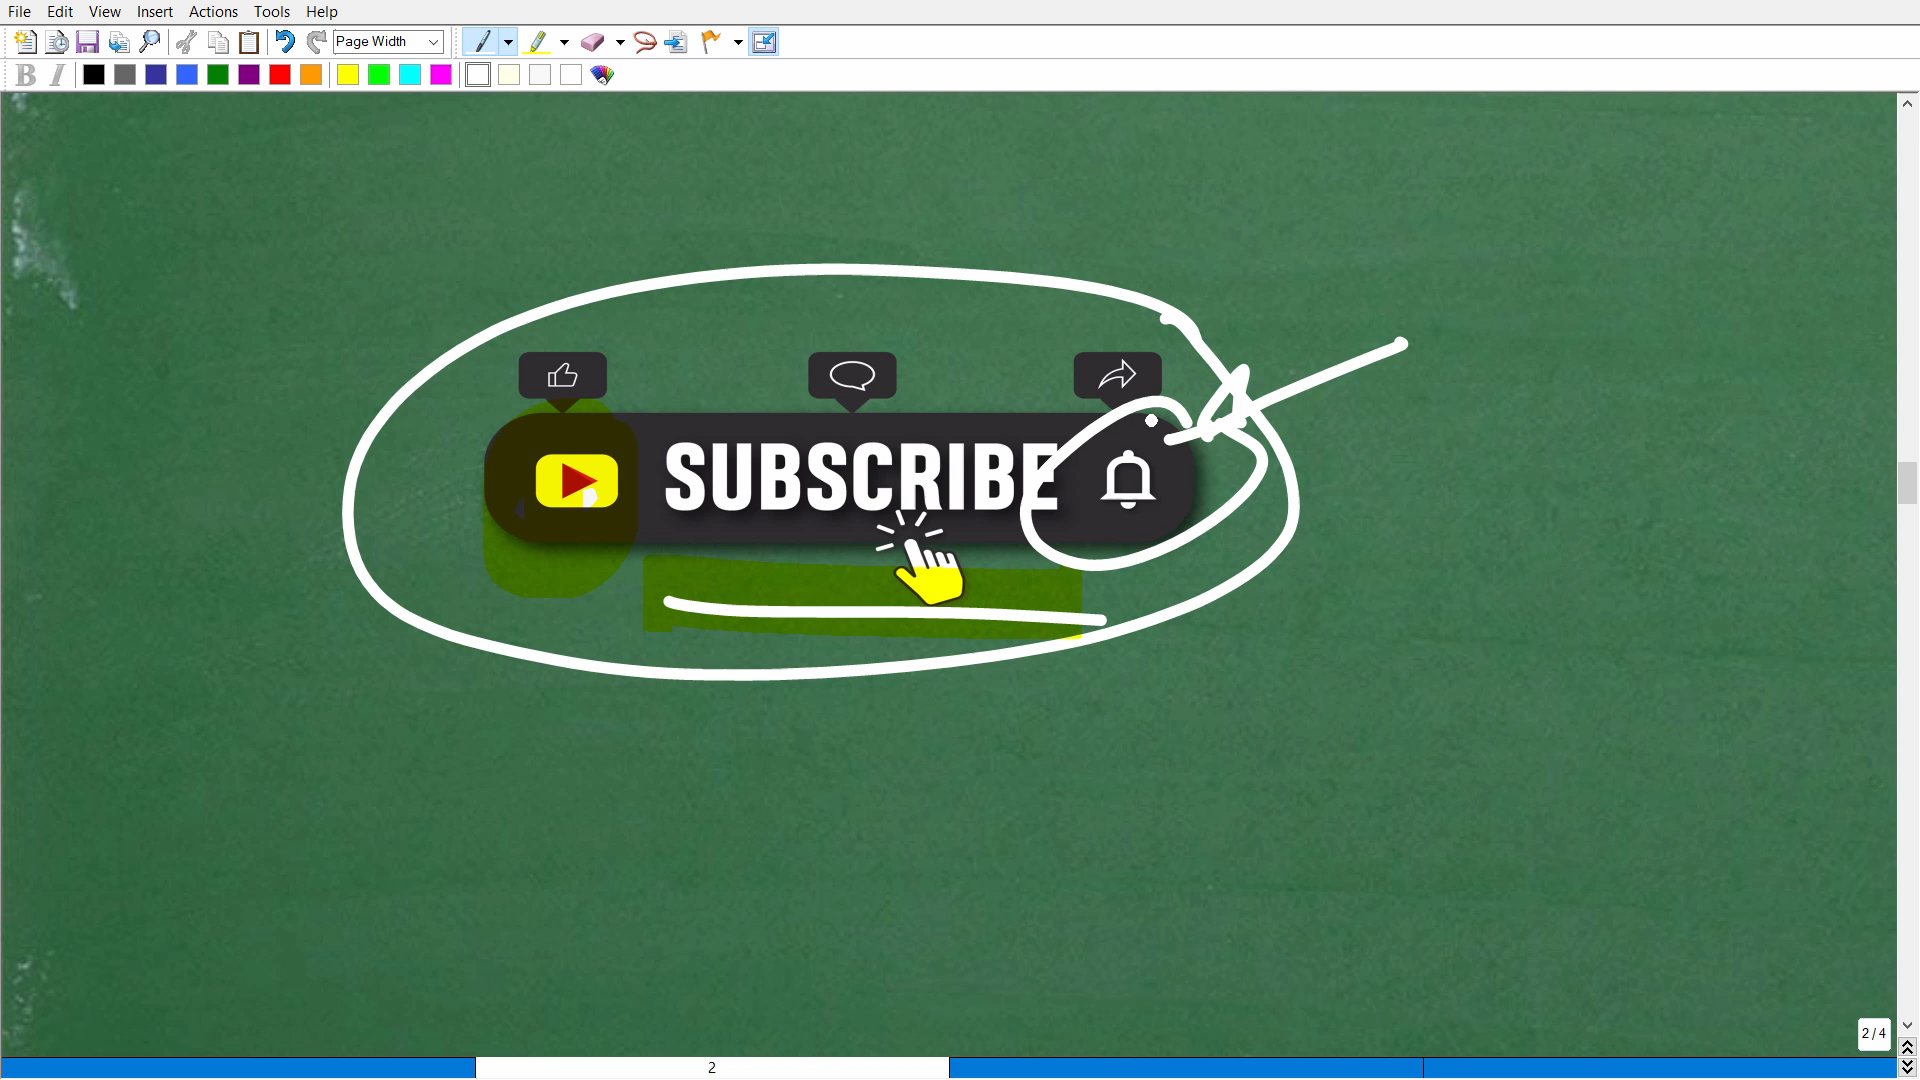 File Edit View Insert Actions Tools Help
Page Width
B I
SUBSCRIBE
2 / 4
2